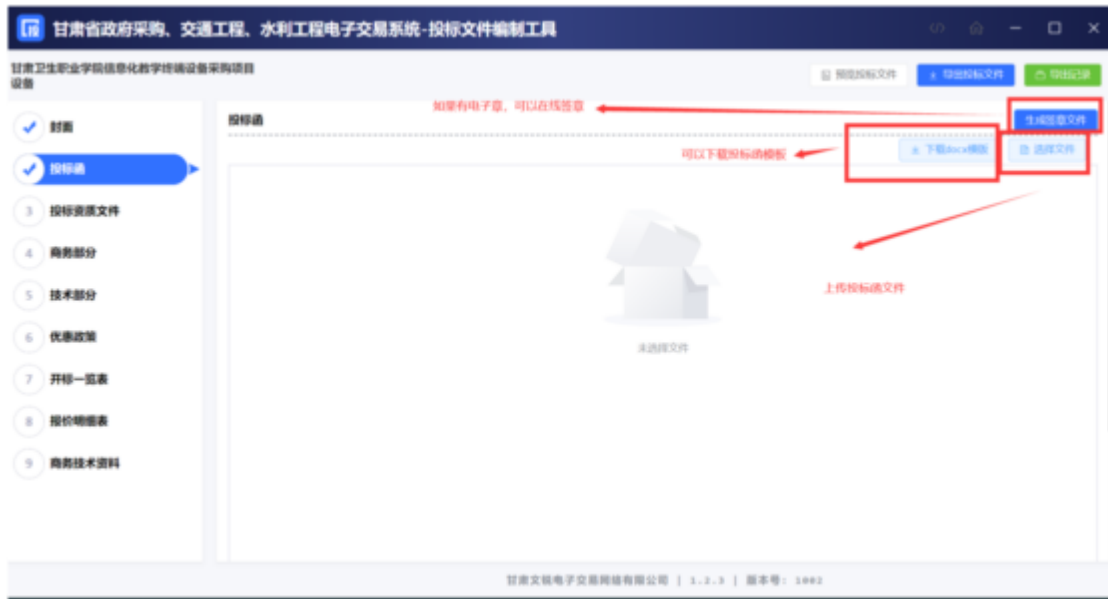 甘肃省政府采购、交通工程、水利工程电子交易系统-投标文件编制工具
甘肃卫生职业学院信息化教学终端设备采购项目
设备
预览投标文件
导出投标文件
导出记录
如果有电子章，可以在线签章
封面
投标函
生成签章文件
可以下载投标函模板
下载docx模板
选择文件
投标函
3 投标资质文件
4 商务部分
5 技术部分
上传投标函文件
6 优惠政策
未选择文件
7 开标一览表
8 报价明细表
9 商务技术资料
甘肃文锐电子交易网络有限公司 | 1.2.3 | 版本号: 1002